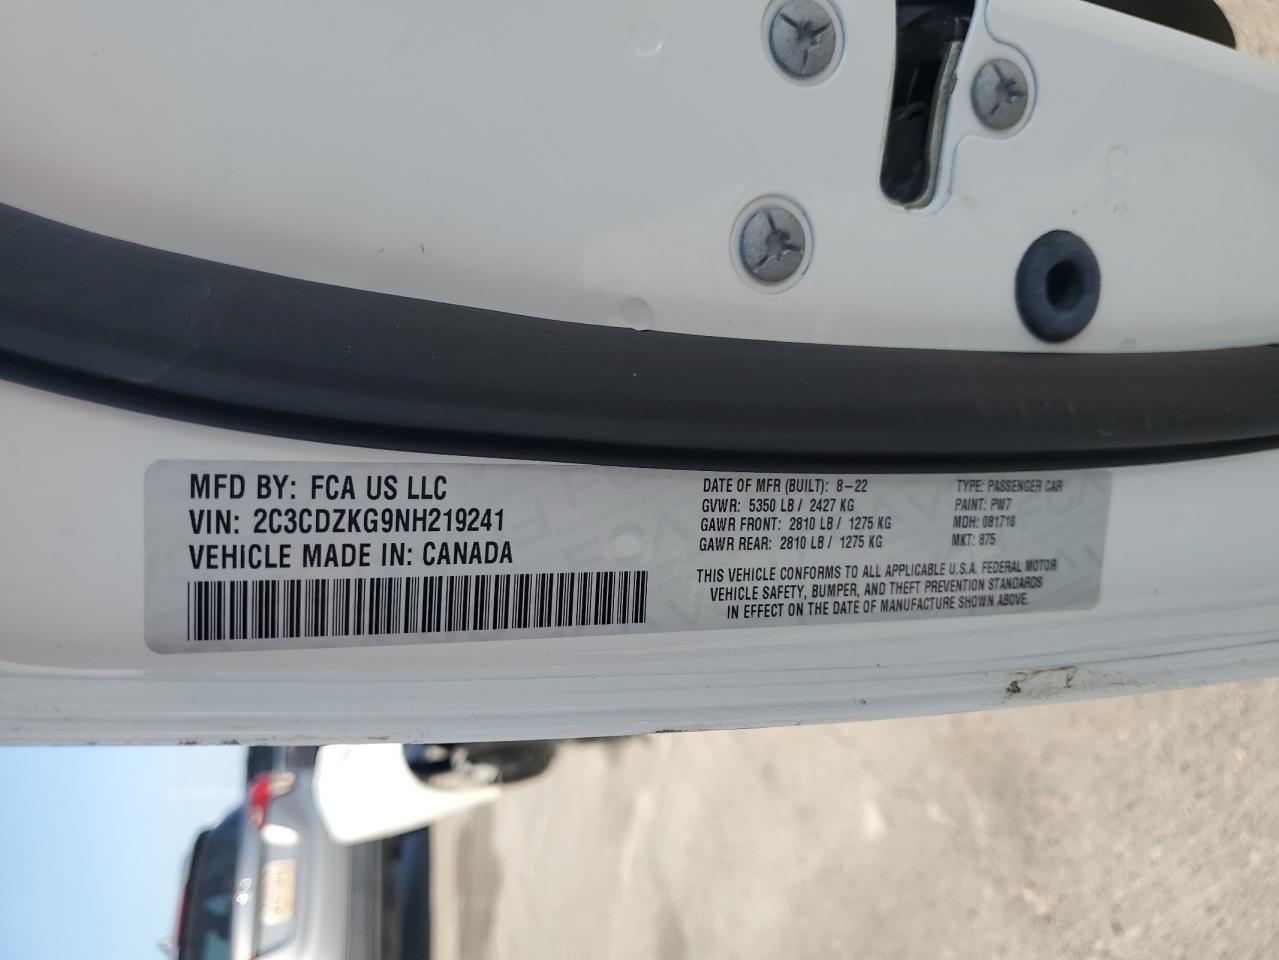 MFD BY: FCA US LLC
VIN: 2C3CDZKG9NH219241
VEHICLE MADE IN: CANADA
DATE OF MFR (BUILT): 8-22
GVWR: 5350 LB / 2427 KG
GAWR FRONT: 2810 LB / 1275 KG
GAWR REAR: 2810 LB / 1275 KG
TYPE: PASSENGER CAR
PAINT: PW7
MDH: 081710
MKT: 875
THIS VEHICLE CONFORMS TO ALL APPLICABLE U.S.A. FEDERAL MOTOR
VEHICLE SAFETY, BUMPER, AND THEFT PREVENTION STANDARDS
IN EFFECT ON THE DATE OF MANUFACTURE SHOWN ABOVE.